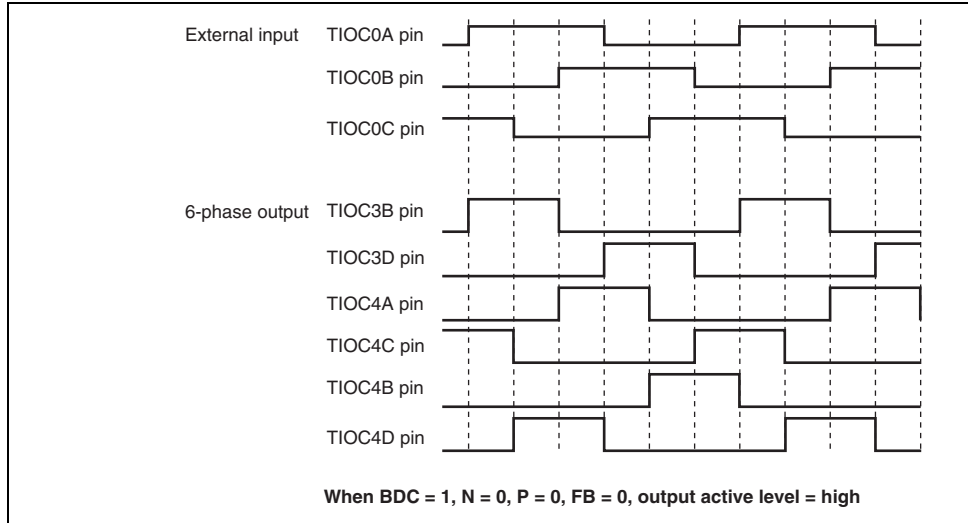 External input TIOC0A pin
TIOC0B pin
TIOC0C pin
6-phase output TIOC3B pin
TIOC3D pin
TIOC4A pin
TIOC4C pin
TIOC4B pin
TIOC4D pin
When BDC = 1, N = 0, P = 0, FB = 0, output active level = high